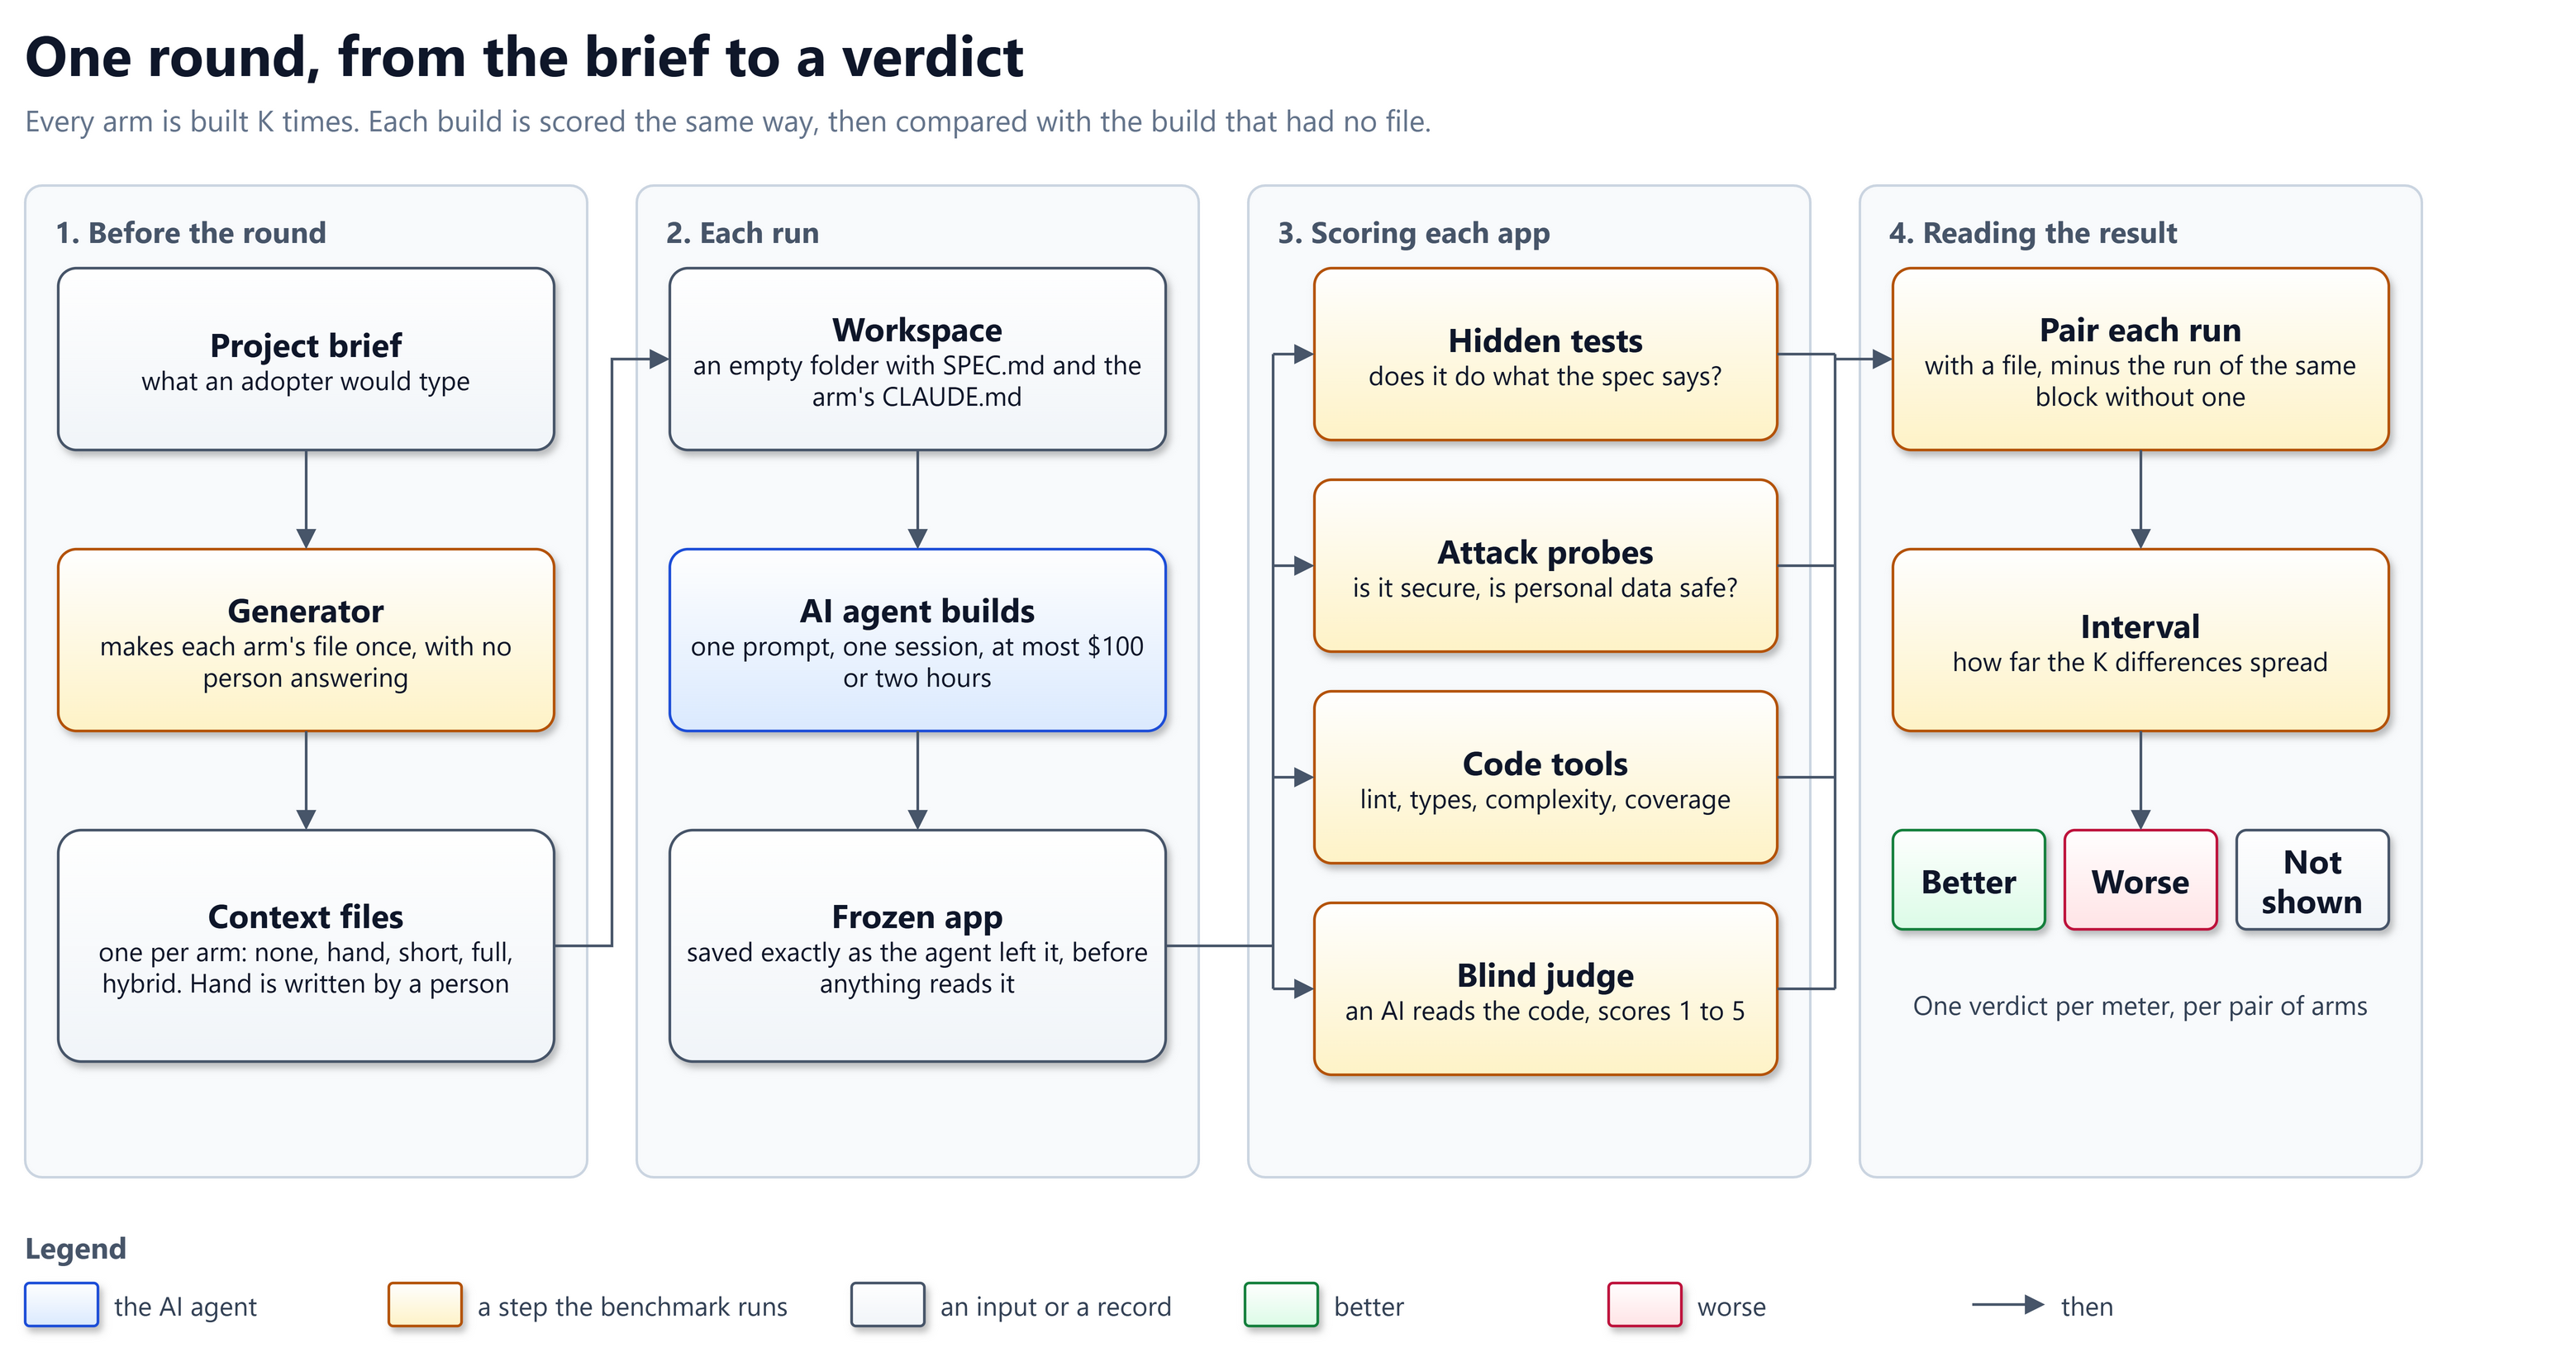 One round, from the brief to a verdict
Every arm is built K times. Each build is scored the same way, then compared with the build that had no file.
1. Before the round
Project brief
what an adopter would type
Generator
makes each arm's file once, with no
person answering
Context files
one per arm: none, hand, short, full,
hybrid. Hand is written by a person
2. Each run
Workspace
an empty folder with SPEC.md and the
arm's CLAUDE.md
AI agent builds
one prompt, one session, at most $100
or two hours
Frozen app
saved exactly as the agent left it, before
anything reads it
3. Scoring each app
Hidden tests
does it do what the spec says?
Attack probes
is it secure, is personal data safe?
Code tools
lint, types, complexity, coverage
Blind judge
an AI reads the code, scores 1 to 5
4. Reading the result
Pair each run
with a file, minus the run of the same
block without one
Interval
how far the K differences spread
Better
Worse
Not
shown
One verdict per meter, per pair of arms
Legend
the AI agent
a step the benchmark runs
an input or a record
better
worse
then